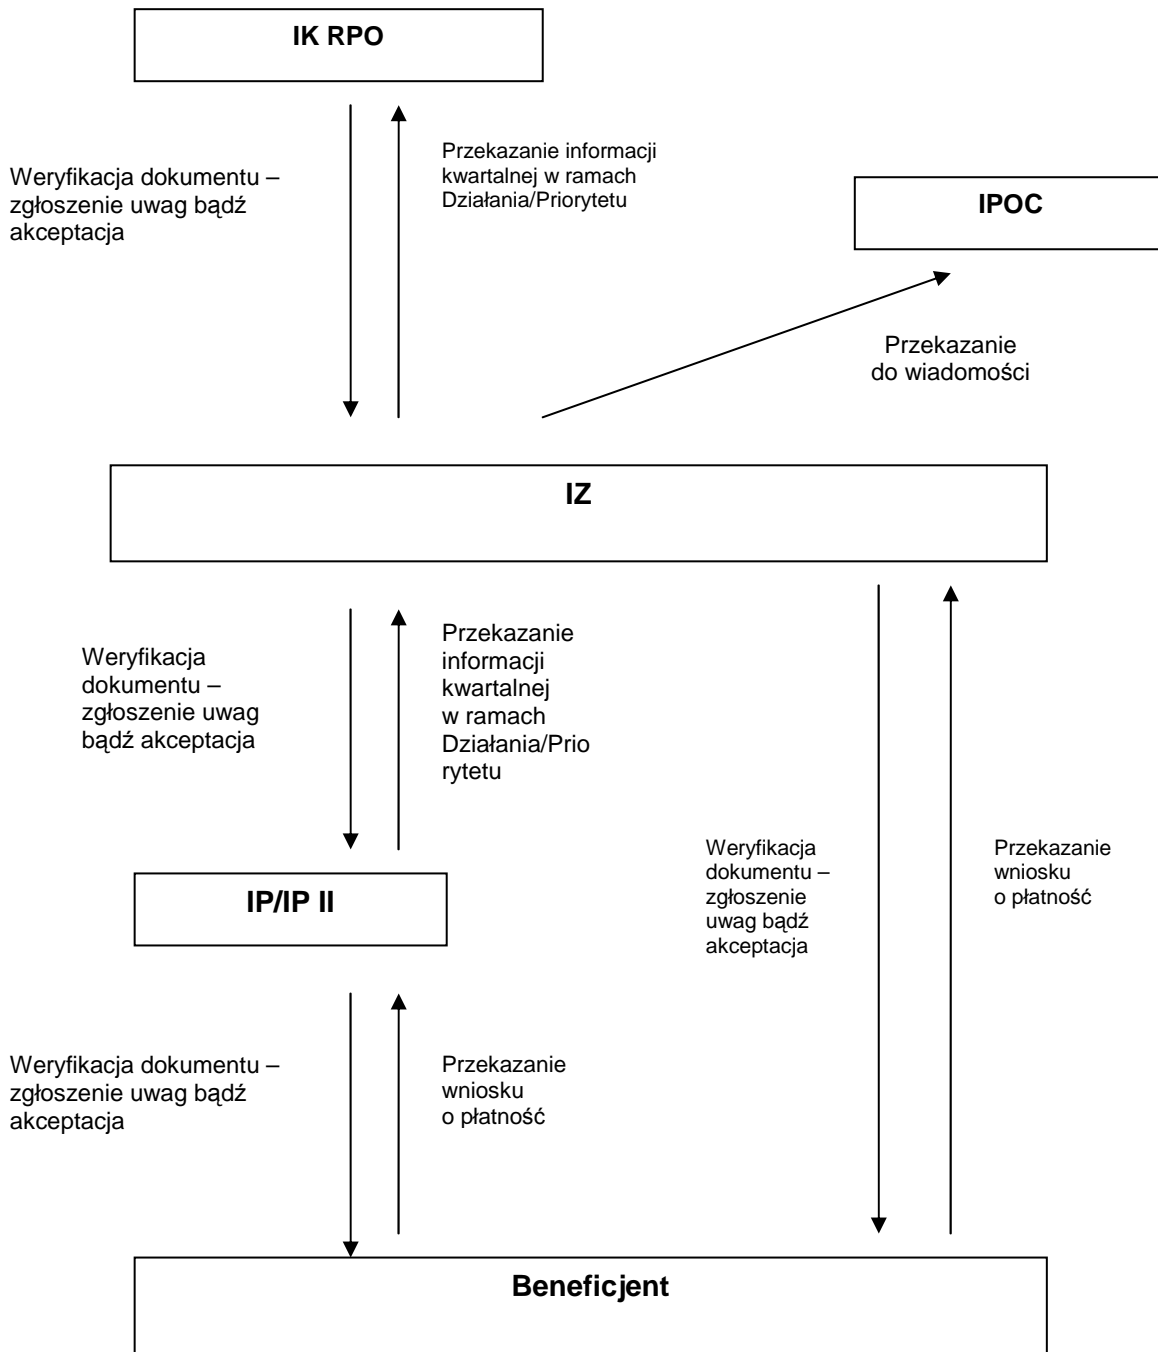 IK RPO
Weryfikacja dokumentu –
zgłoszenie uwag bądź
akceptacja
Przekazanie informacji
kwartalnej w ramach
Działania/Priorytetu
IPOC
Przekazanie
do wiadomości
IZ
Weryfikacja
dokumentu –
zgłoszenie uwag
bądź akceptacja
Przekazanie
informacji
kwartalnej
w ramach
Działania/Prio
rytetu
IP/IP II
Weryfikacja
dokumentu –
zgłoszenie
uwag bądź
akceptacja
Przekazanie
wniosku
o płatność
Weryfikacja dokumentu –
zgłoszenie uwag bądź
akceptacja
Przekazanie
wniosku
o płatność
Beneficjent